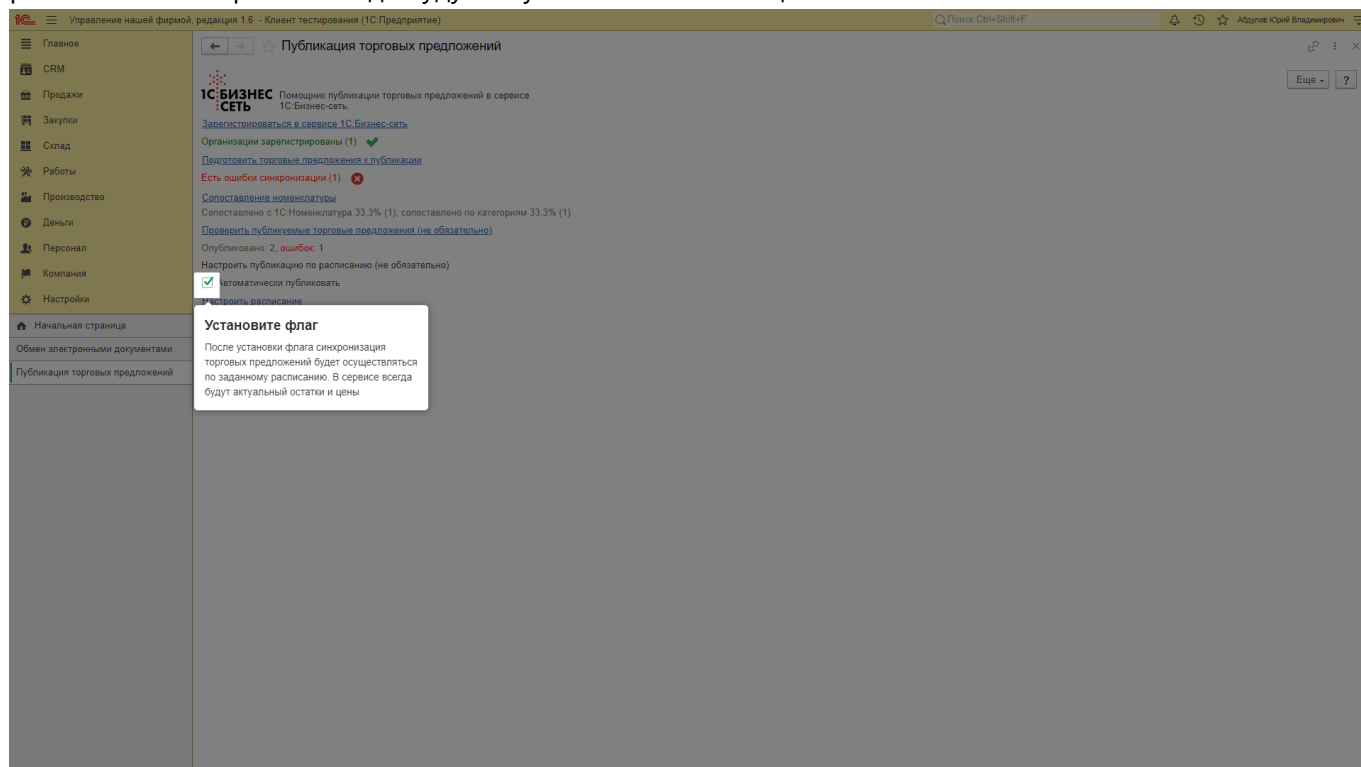 1С Управление нашей фирмой, редакция 1.6 - Клиент тестирования (1С:Предприятие)
Поиск Ctrl+Shift+F
Абдулов Юрий Владимирович
Главное
CRM
Продажи
Закупки
Склад
Работы
Производство
Деньги
Персонал
Компания
Настройки
Начальная страница
Обмен электронными документами
Публикация торговых предложений
Публикация торговых предложений
Еще
?
1С:БИЗНЕС
СЕТЬ
Помощник публикации торговых предложений в сервисе
1С:Бизнес-сеть.
Зарегистрироваться в сервисе 1С:Бизнес-сеть
Организации зарегистрированы (1)
Подготовить торговые предложения к публикации
Есть ошибки синхронизации (1)
Сопоставление номенклатуры
Сопоставлено с 1С:Номенклатура 33,3% (1), сопоставлено по категориям 33,3% (1)
Проверить публикуемые торговые предложения (не обязательно)
Опубликовано: 2; ошибок: 1
Настроить публикацию по расписанию (не обязательно)
Автоматически публиковать
Настроить расписание
Установите флаг
После установки флага синхронизация
торговых предложений будет осуществляться
по заданному расписанию. В сервисе всегда
будут актуальный остатки и цены